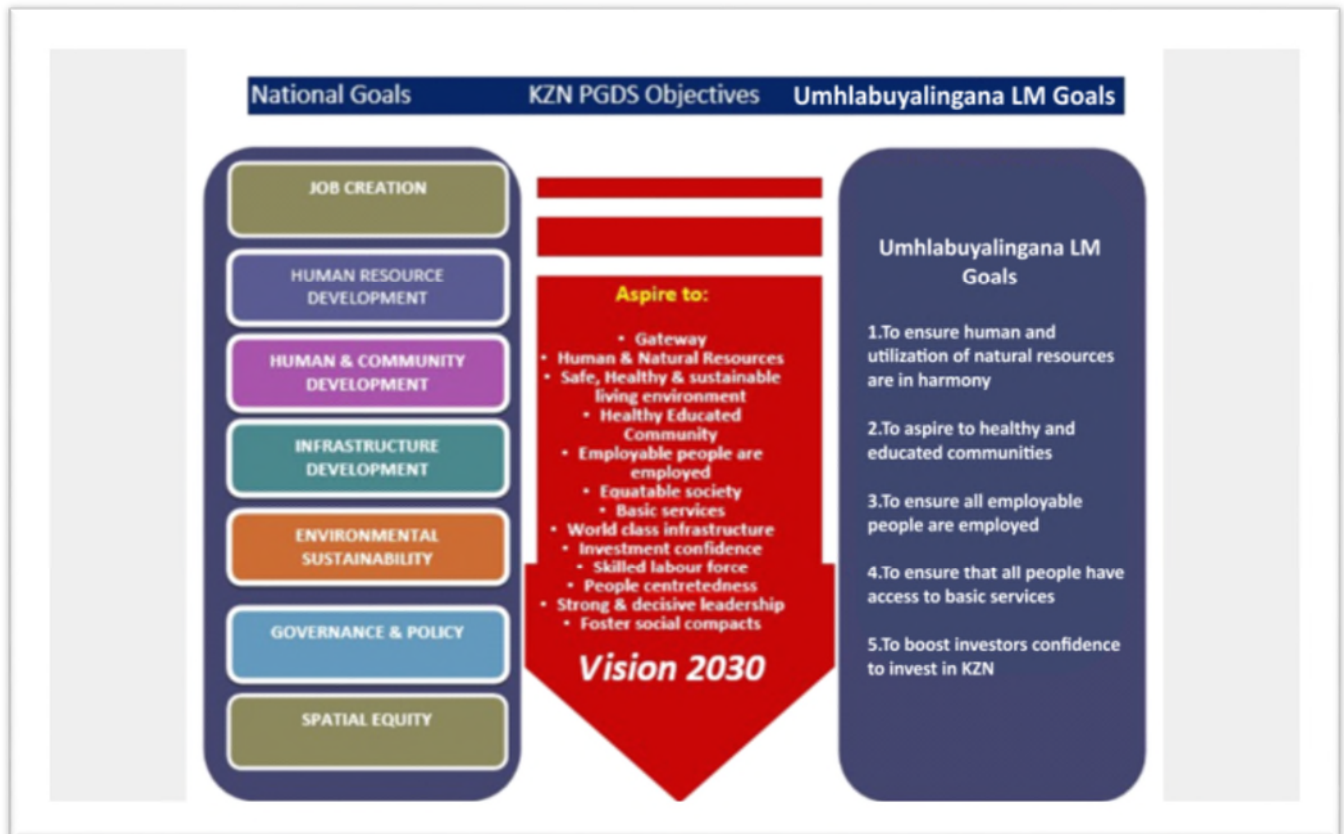 National Goals
KZN PGDS Objectives
Umhlabuyalingana LM Goals
JOB CREATION
HUMAN RESOURCE
DEVELOPMENT
HUMAN & COMMUNITY
DEVELOPMENT
INFRASTRUCTURE
DEVELOPMENT
ENVIRONMENTAL
SUSTAINABILITY
GOVERNANCE & POLICY
SPATIAL EQUITY
Aspire to:
• Gateway
• Human & Natural Resources
• Safe, Healthy & sustainable
living environment
• Healthy Educated
Community
• Employable people are
employed
• Equatable society
• Basic services
• World class infrastructure
• Investment confidence
• Skilled labour force
• People centretedness
• Strong & decisive leadership
• Foster social compacts
Vision 2030
Umhlabuyalingana LM
Goals
1.To ensure human and
utilization of natural resources
are in harmony
2.To aspire to healthy and
educated communities
3.To ensure all employable
people are employed
4.To ensure that all people have
access to basic services
5.To boost investors confidence
to invest in KZN